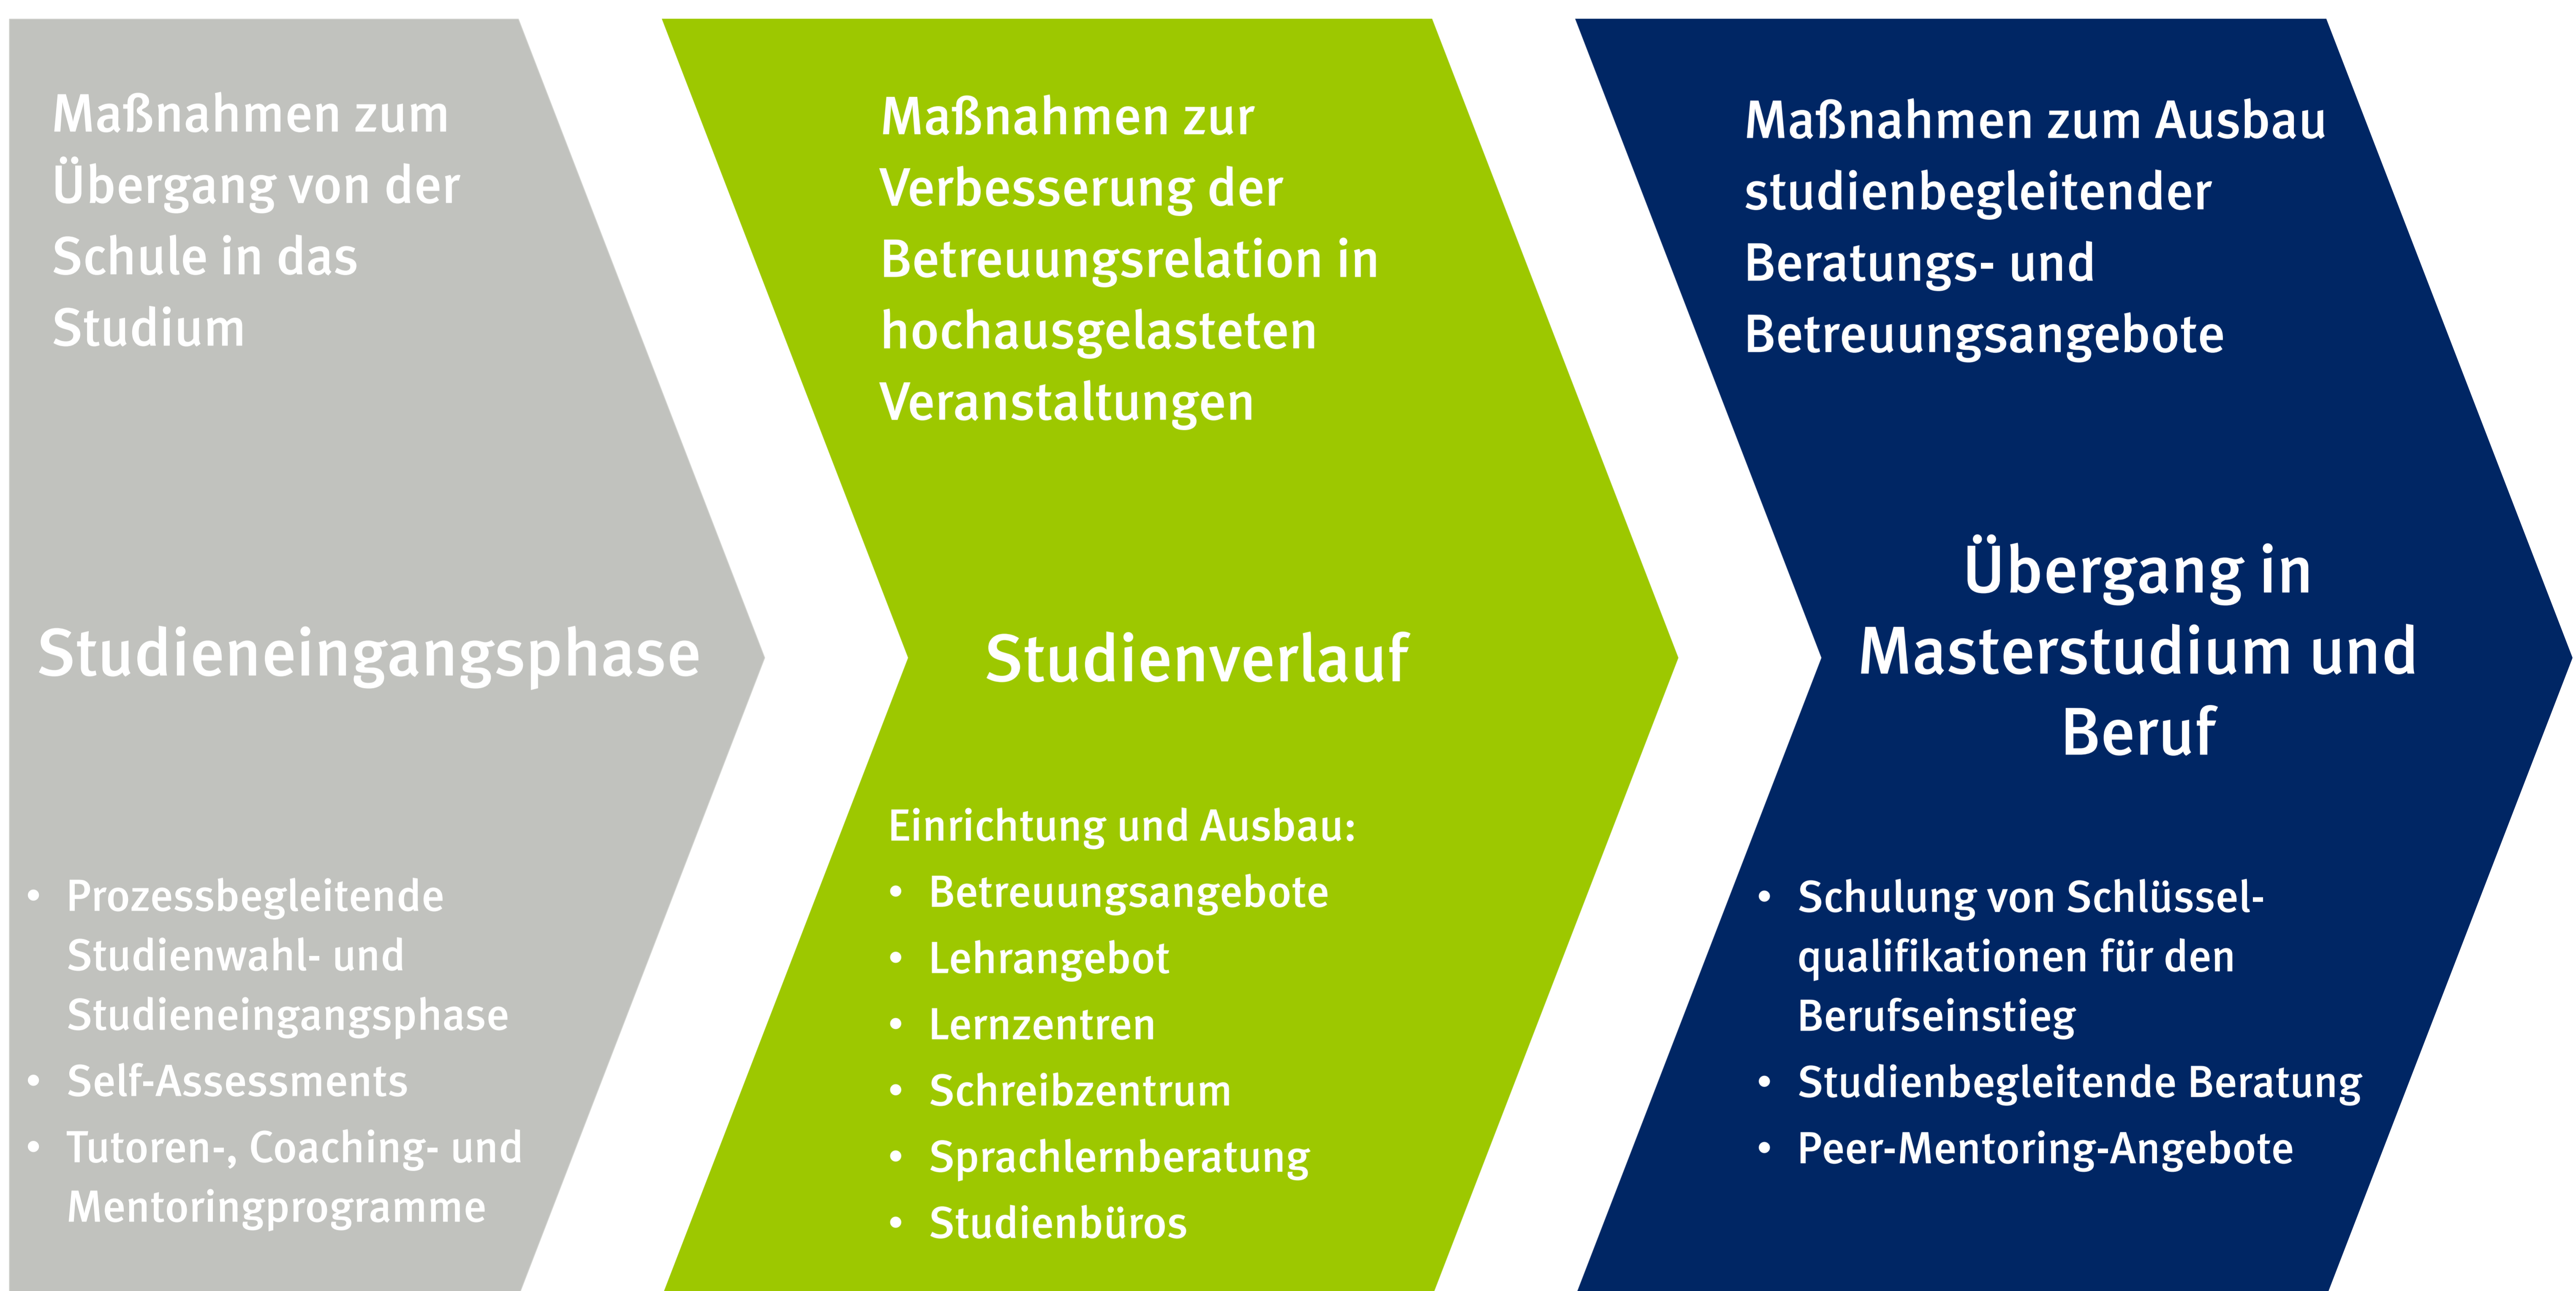 Maßnahmen zum
Übergang von der
Schule in das
Studium
Studieneingangsphase
• Prozessbegleitende
Studienwahl- und
Studieneingangsphase
• Self-Assessments
• Tutoren-, Coaching- und
Mentoringprogramme
Maßnahmen zur
Verbesserung der
Betreuungsrelation in
hochausgelasteten
Veranstaltungen
Studienverlauf
Einrichtung und Ausbau:
• Betreuungsangebote
• Lehrangebot
• Lernzentren
• Schreibzentrum
• Sprachlernberatung
• Studienbüros
Maßnahmen zum Ausbau
studienbegleitender
Beratungs- und
Betreuungsangebote
Übergang in
Masterstudium und
Beruf
• Schulung von Schlüssel-
qualifikationen für den
Berufseinstieg
• Studienbegleitende Beratung
• Peer-Mentoring-Angebote